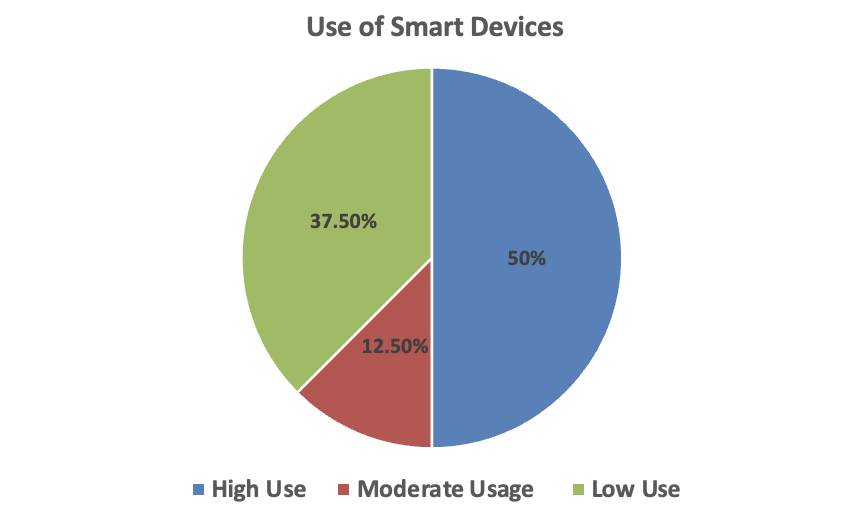 Use of Smart Devices
37.50%
50%
12.50%
High Use
Moderate Usage
Low Use